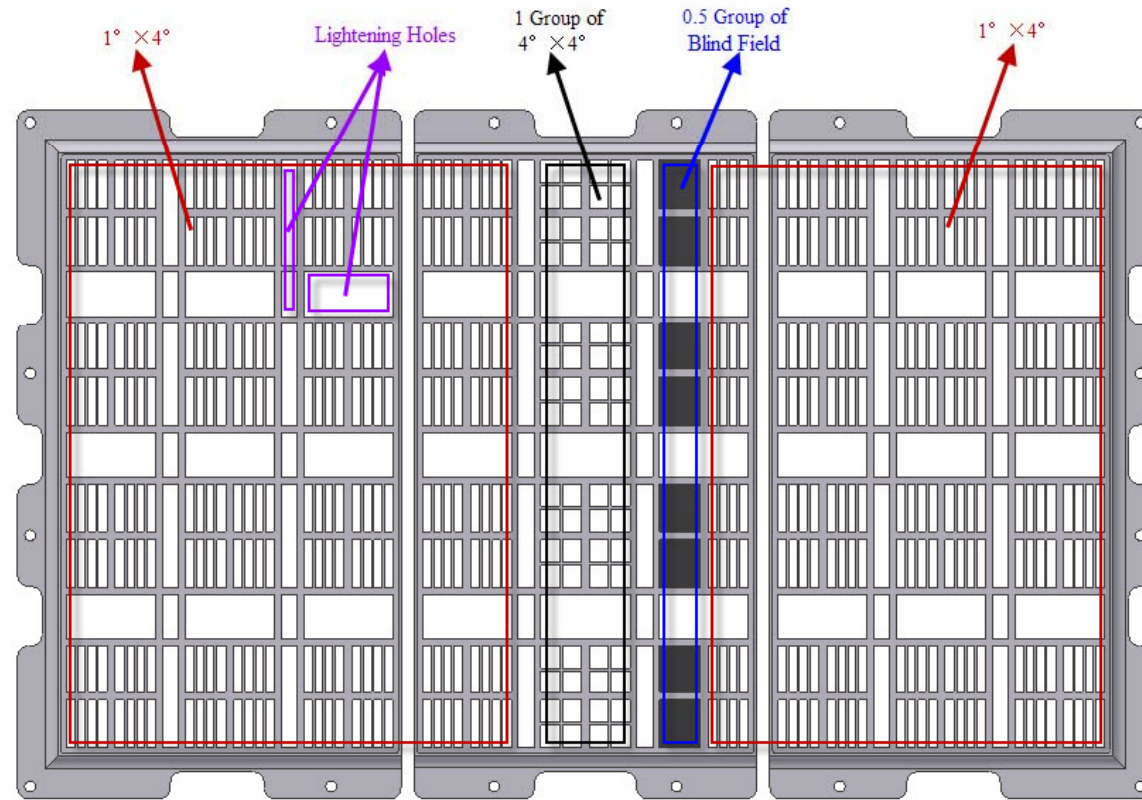 1° ×4°
Lightening Holes
1 Group of
4° ×4°
0.5 Group of
Blind Field
1° ×4°